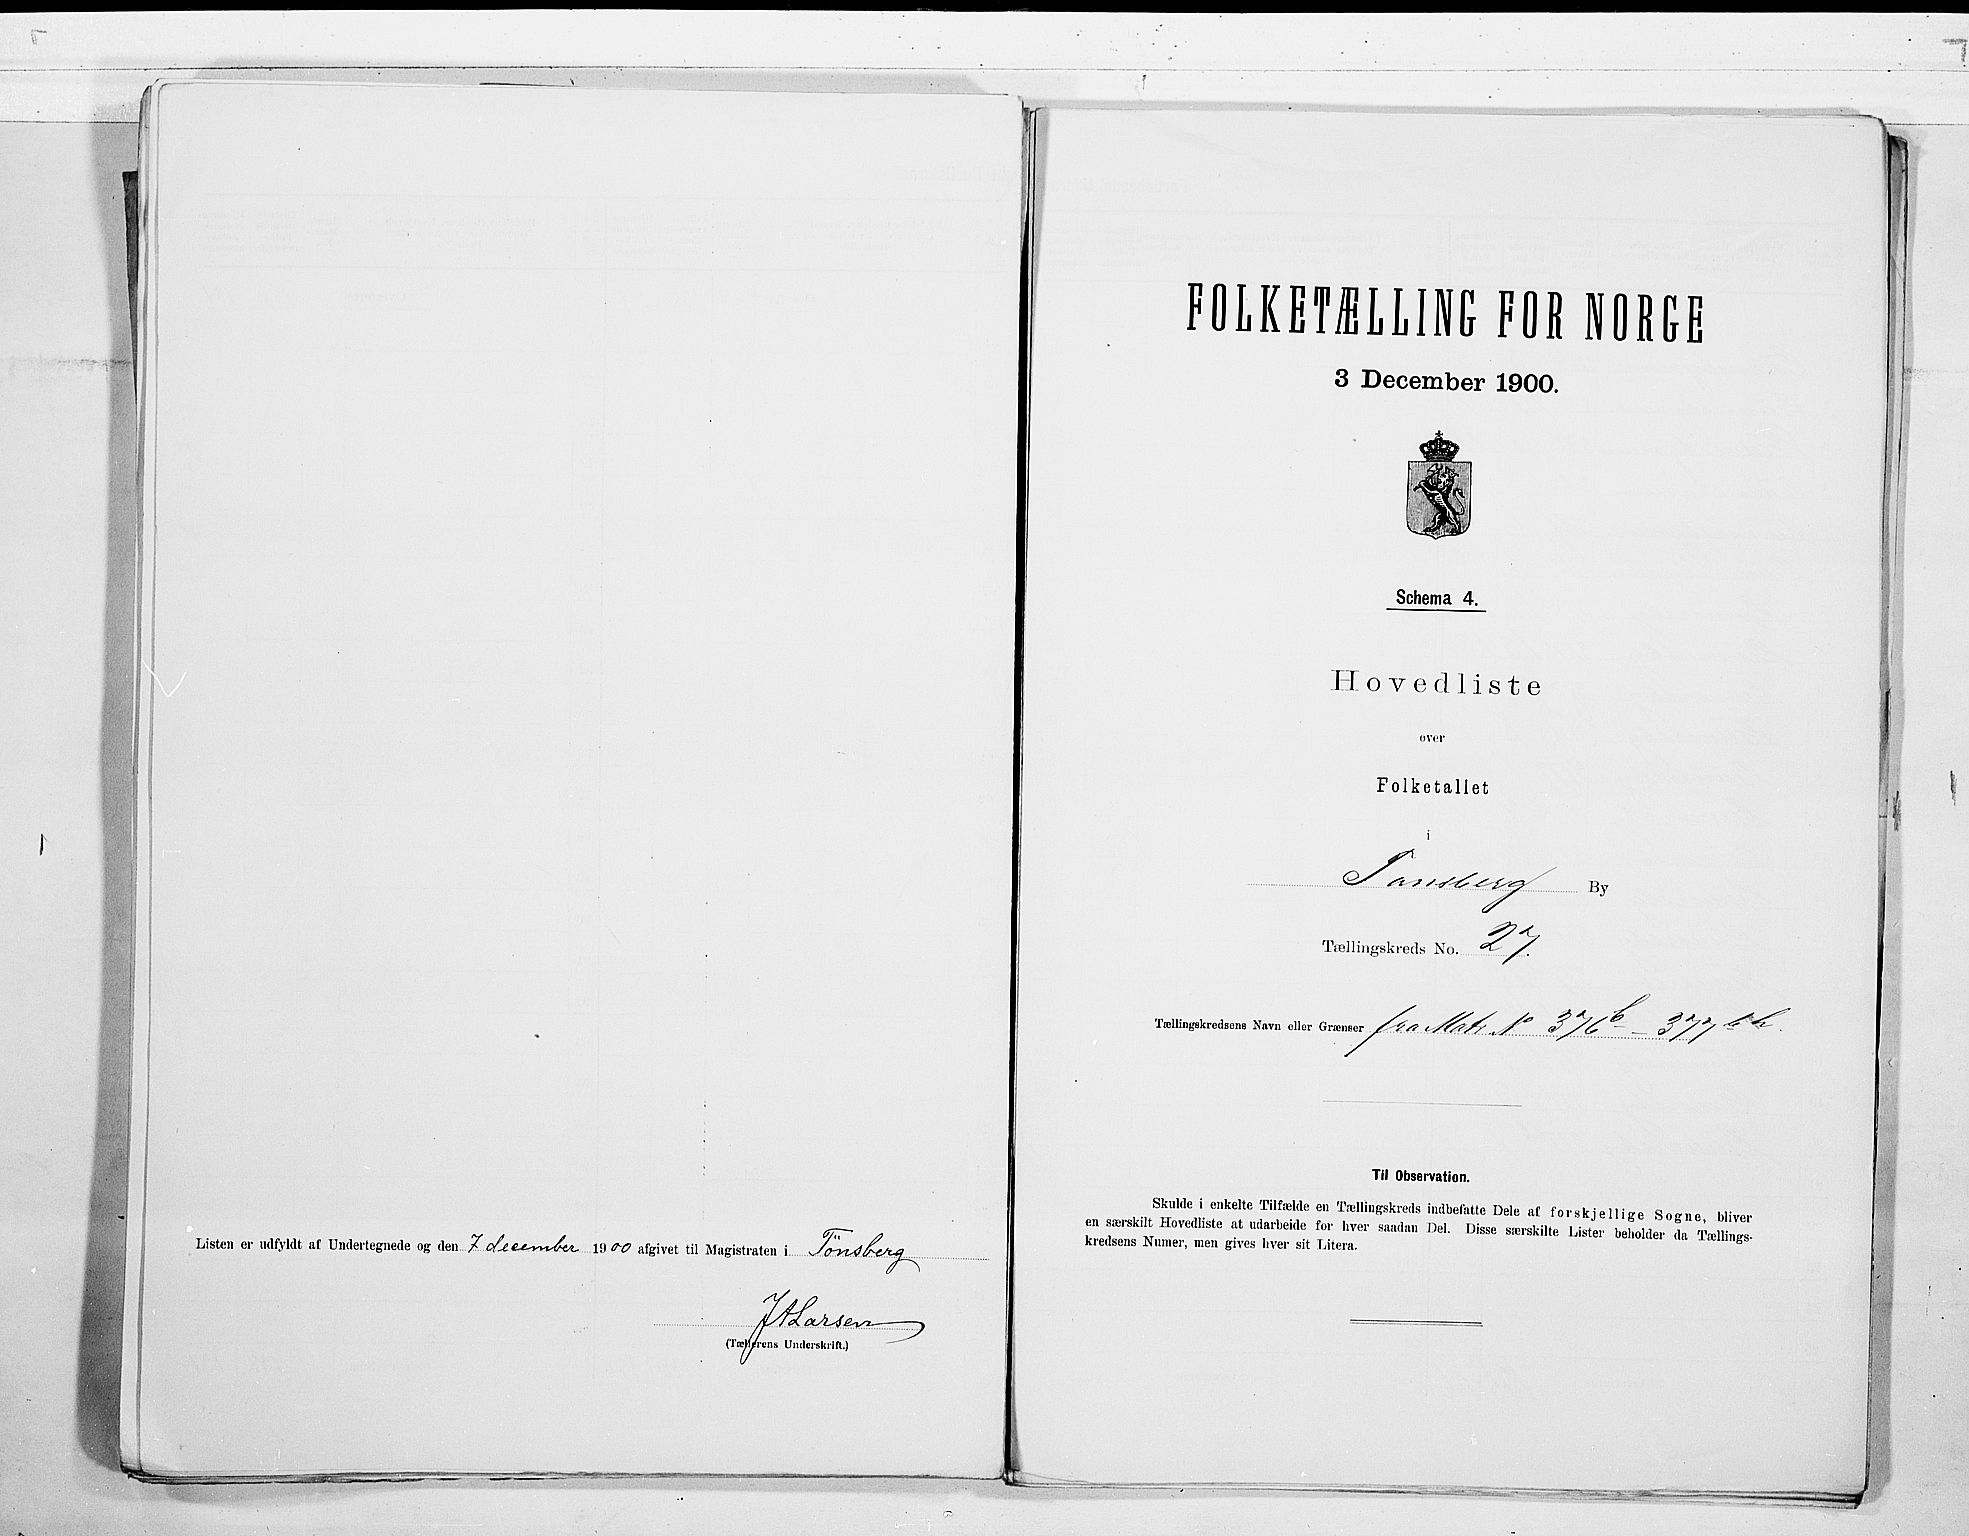 Listen er udfyldt af Undertegnede og den 7 december 1900 afgivet til Magistraten i Tönsberg
J A Larsen
(Tællerens Underskrift.)
FOLKETÆLLING FOR NORGE
3 December 1900.
Schema 4.
Hovedliste
over
Folketallet
i
Tønsberg By
Tællingskreds No. 27.
Tællingskredsens Navn eller Grænser fra Matr No 376b – 377
Til Observation.
Skulde i enkelte Tilfælde en Tællingskreds indbefatte Dele af forskjellige Sogne, bliver
en særskilt Hovedliste at udarbeide for hver saadan Del. Disse særskilte Lister beholder da Tællings-
kredsens Numer, men gives hver sit Litera.